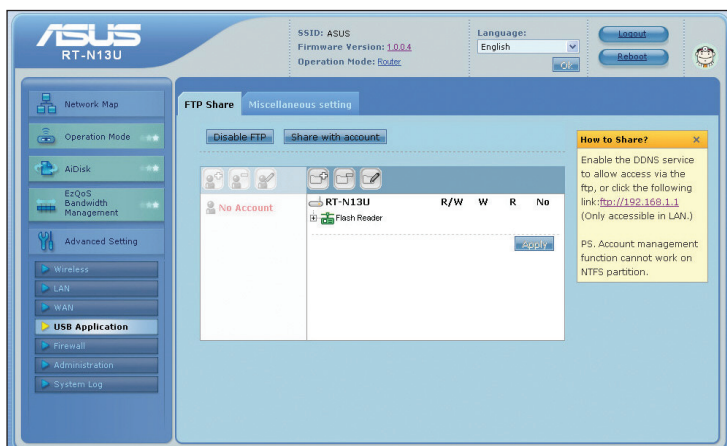 ASUS
RT-N13U
SSID: ASUS
Firmware Version: 1.0.0.4
Operation Mode: Router
Language:
English
Logout
Reboot
Network Map
Operation Mode
AiDisk
EzQoS
Bandwidth
Management
Advanced Setting
Wireless
LAN
WAN
USB Application
Firewall
Administration
System Log
FTP Share
Miscellaneous setting
Disable FTP
Share with account
No Account
RT-N13U R/W W R No
Flash Reader
Apply
How to Share? ×
Enable the DDNS service
to allow access via the
ftp, or click the following
link:ftp://192.168.1.1
(Only accessible in LAN.)
PS. Account management
function cannot work on
NTFS partition.